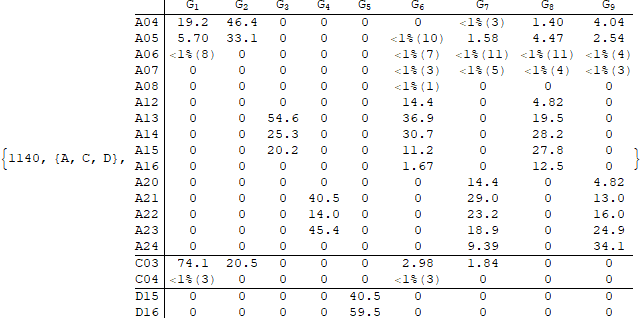 G₁ G₂ G₃ G₄ G₅ G₆ G₇ G₈ G₉
A04 19.2 46.4 0 0 0 0 <1%(3) 1.40 4.04
A05 5.70 33.1 0 0 0 <1%(10) 1.58 4.47 2.54
A06 <1%(8) 0 0 0 0 <1%(7) <1%(11) <1%(11) <1%(4)
A07 0 0 0 0 0 <1%(3) <1%(5) <1%(4) <1%(3)
A08 0 0 0 0 0 <1%(1) 0 0 0
A12 0 0 0 0 0 14.4 0 4.82 0
A13 0 0 54.6 0 0 36.9 0 19.5 0
A14 0 0 25.3 0 0 30.7 0 28.2 0
{1140, {A, C, D}, A15 0 0 20.2 0 0 11.2 0 27.8 0 }
A16 0 0 0 0 0 1.67 0 12.5 0
A20 0 0 0 0 0 0 14.4 0 4.82
A21 0 0 0 40.5 0 0 29.0 0 13.0
A22 0 0 0 14.0 0 0 23.2 0 16.0
A23 0 0 0 45.4 0 0 18.9 0 24.9
A24 0 0 0 0 0 0 9.39 0 34.1
C03 74.1 20.5 0 0 0 2.98 1.84 0 0
C04 <1%(3) 0 0 0 0 <1%(3) 0 0 0
D15 0 0 0 0 40.5 0 0 0 0
D16 0 0 0 0 59.5 0 0 0 0